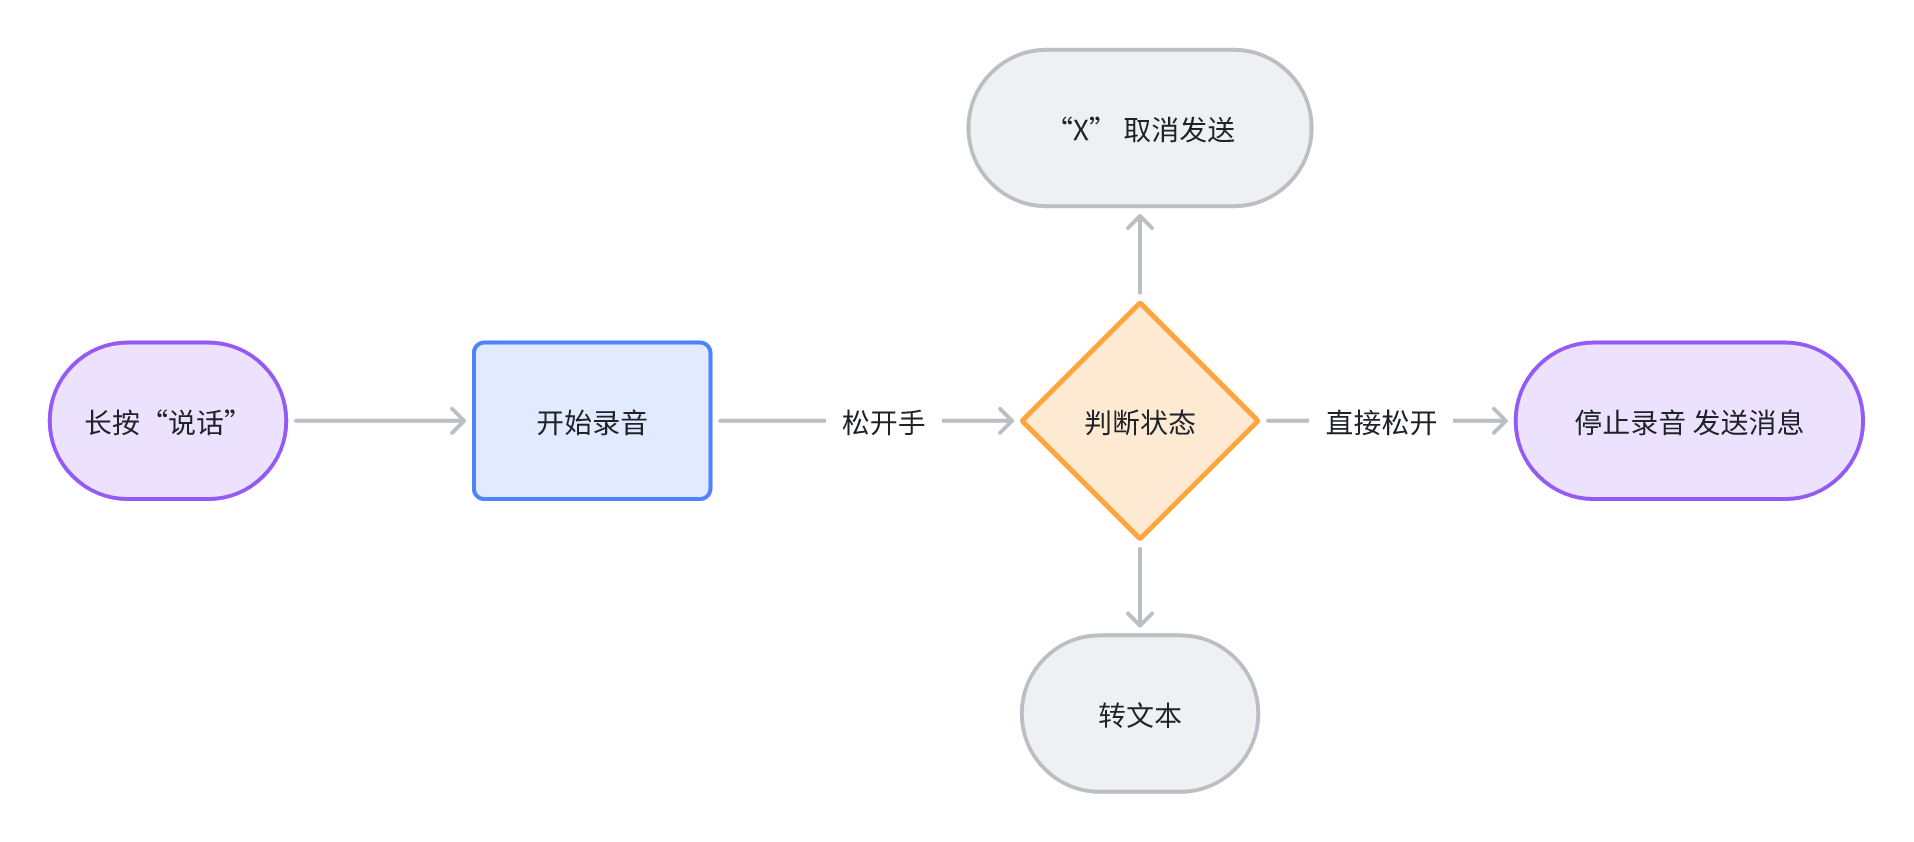 “X” 取消发送
长按“说话”
开始录音
松开手
判断状态
直接松开
停止录音 发送消息
转文本